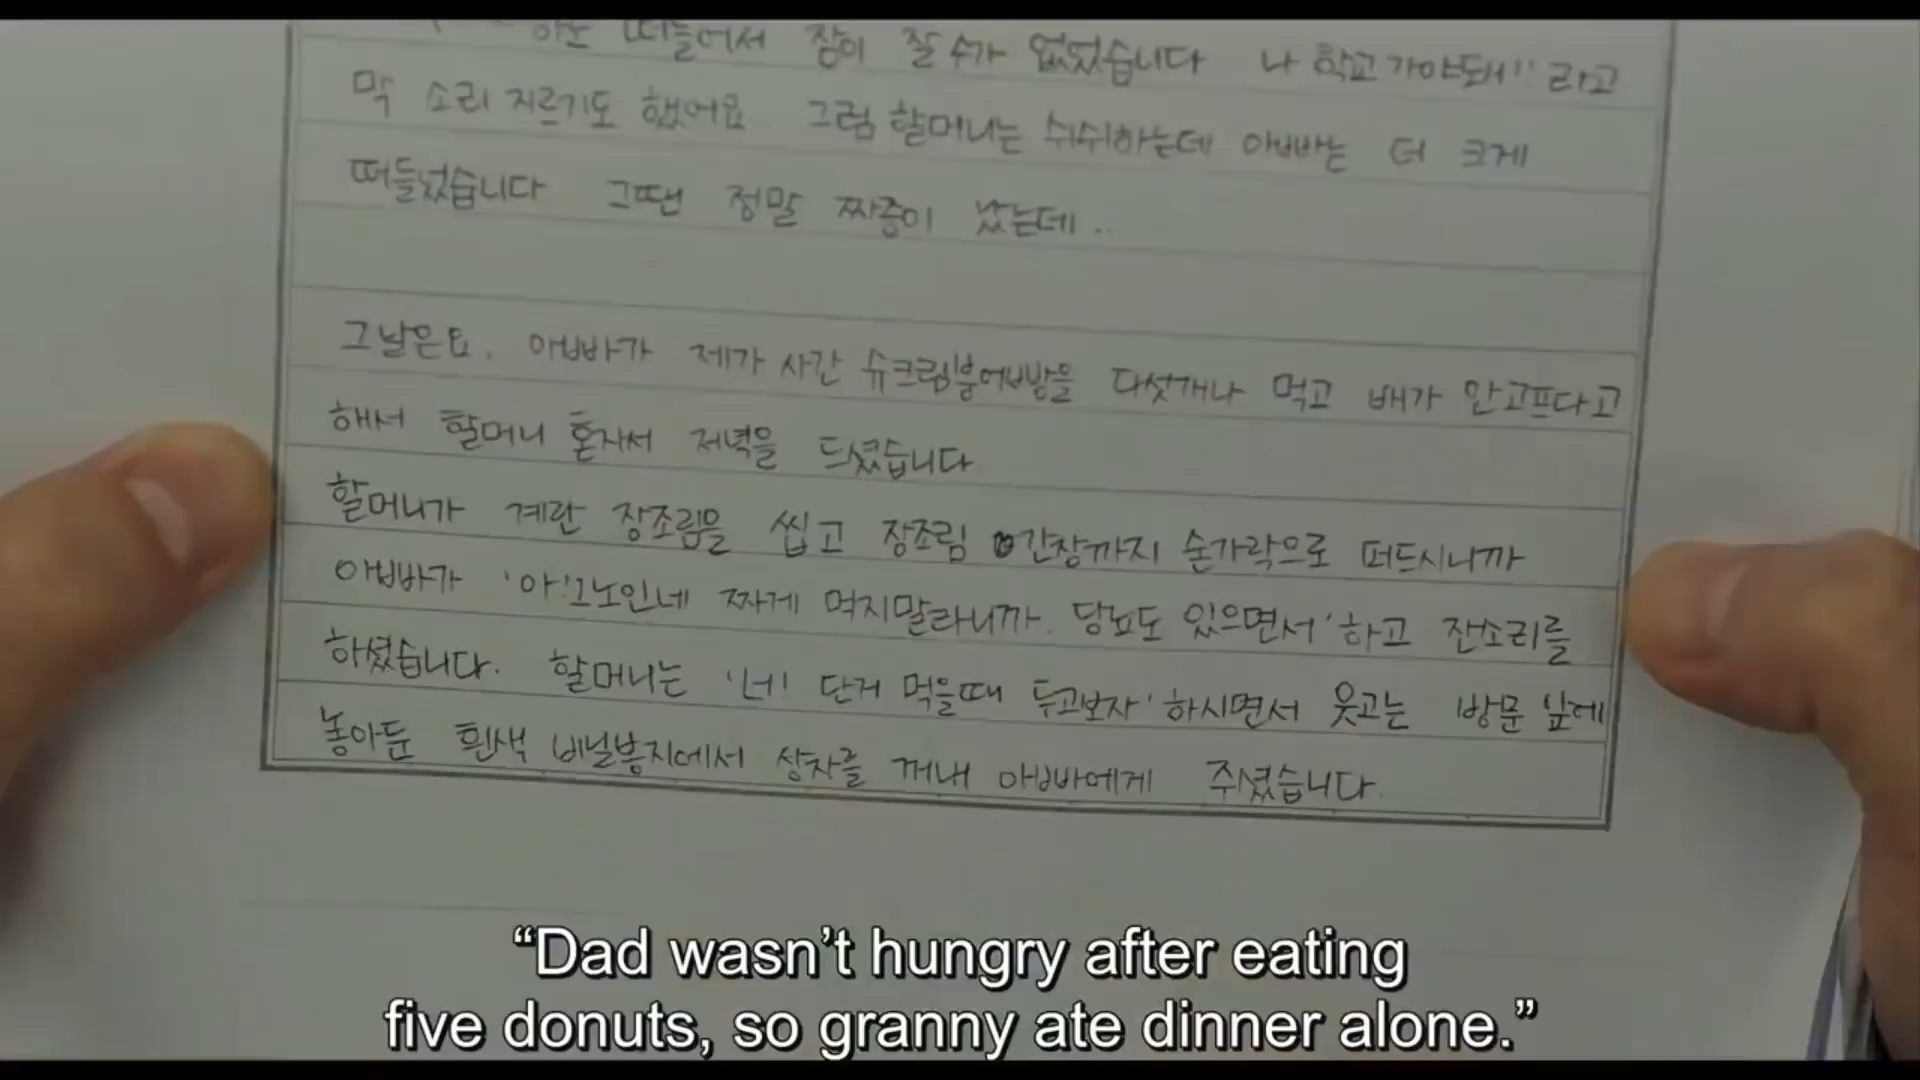 떠들어서 잠이 잘 수가 없었습니다 나 학교가야돼" 라고
막 소리 지르기도 했어요 그럼 할머니는 쉬쉬하는데 아빠는 더 크게
떠들었습니다 그땐 정말 짜증이 났는데..
그날은요. 아빠가 제가 사간 슈크림붕어빵을 다섯개나 먹고 배가 안고프다고
해서 할머니 혼자서 저녁을 드셨습니다
할머니가 계란 장조림을 씹고 장조림 간장까지 숟가락으로 퍼드시니까
아빠가 '아!그노인네 짜게 먹지말라니까. 당뇨도 있으면서' 하고 잔소리를
하셨습니다. 할머니는 '너! 단거 먹을때 두고보자' 하시면서 웃고는 방문 앞에
놓아둔 흰색 비닐봉지에서 상자를 꺼내 아빠에게 주셨습니다.
“Dad wasn’t hungry after eating
five donuts, so granny ate dinner alone.”